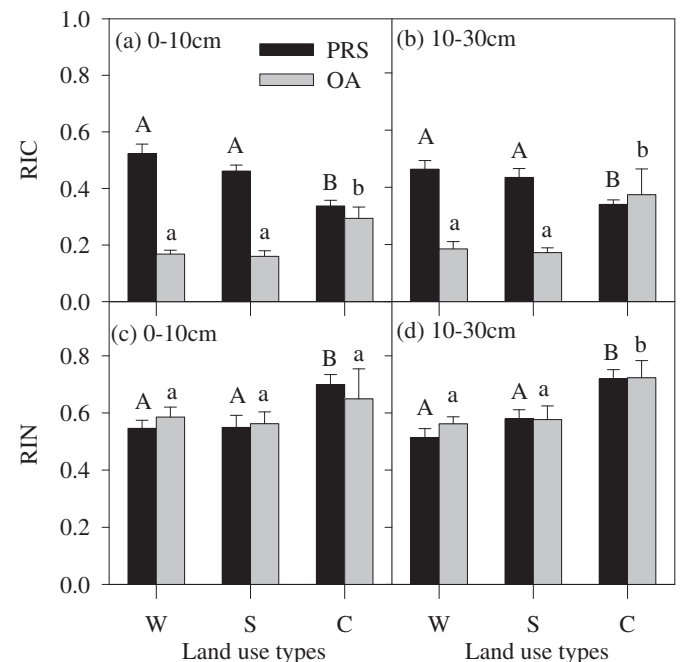 1.0
(a) 0-10cm
PRS
OA
(b) 10-30cm
0.8
A
A
A
A
0.6
RIC
B
b
B
b
0.4
a
a
a
a
0.2
0.0
(c) 0-10cm
(d) 10-30cm
0.8
B
a
B
b
A
a
A
a
A
a
A
a
0.6
RIN
0.4
0.2
0.0
W
S
C
W
S
C
Land use types
Land use types